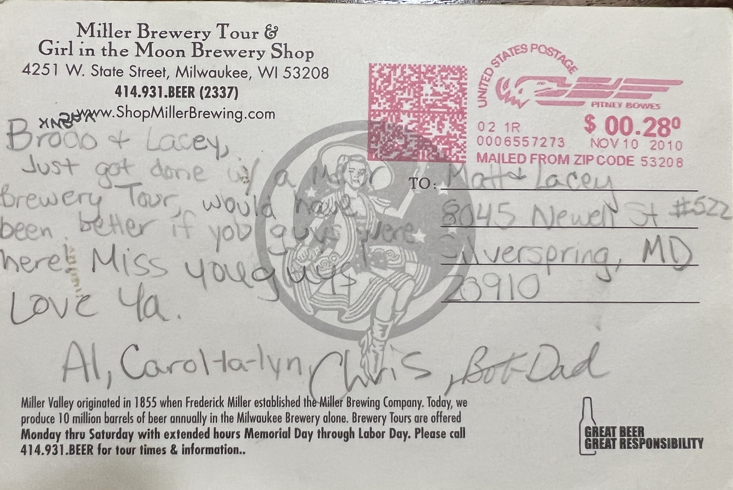 Miller Brewery Tour &
Girl in the Moon Brewery Shop
4251 W. State Street, Milwaukee, WI 53208
414.931.BEER (2337)
www.ShopMillerBrewing.com
UNITED STATES POSTAGE
PITNEY BOWES
02 1R
$ 00.28⁰
0006557273
NOV 10 2010
MAILED FROM ZIP CODE 53208
Brodo & Lacey,
Just got done w/ a
Brewery Tour, would have
been better if you guys were
here! Miss you guys
Love Ya.
Al, Carol-ta-lyn, Chris, Bob-Dad
TO: Matt & Lacey
8045 Newell St #522
Silverspring, MD
20910
Miller Valley originated in 1855 when Frederick Miller established the Miller Brewing Company. Today, we
produce 10 million barrels of beer annually in the Milwaukee Brewery alone. Brewery Tours are offered
Monday thru Saturday with extended hours Memorial Day through Labor Day. Please call
414.931.BEER for tour times & information..
GREAT BEER
GREAT RESPONSIBILITY